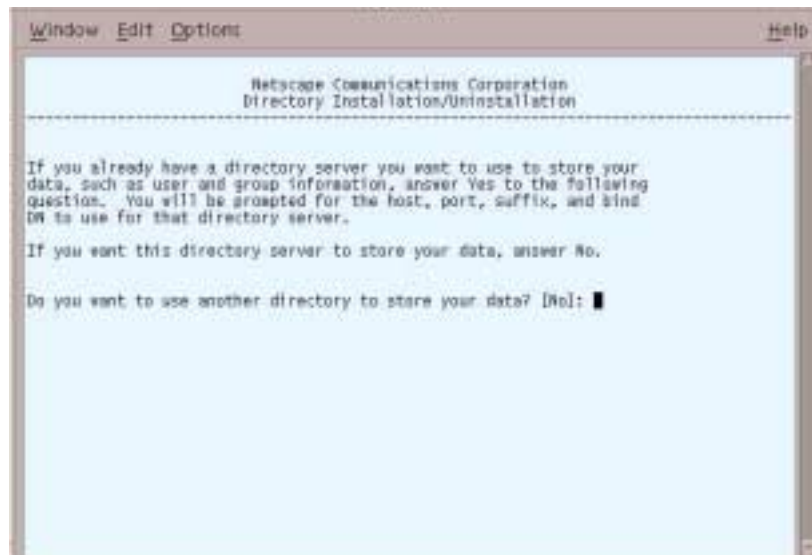 Window Edit Options Help
Netscape Communications Corporation
Directory Installation/Uninstallation
--------------------------------------------------------------------------------
If you already have a directory server you want to use to store your
data, such as user and group information, answer Yes to the following
question. You will be prompted for the host, port, suffix, and bind
DN to use for that directory server.
If you want this directory server to store your data, answer No.
Do you want to use another directory to store your data? [No]: